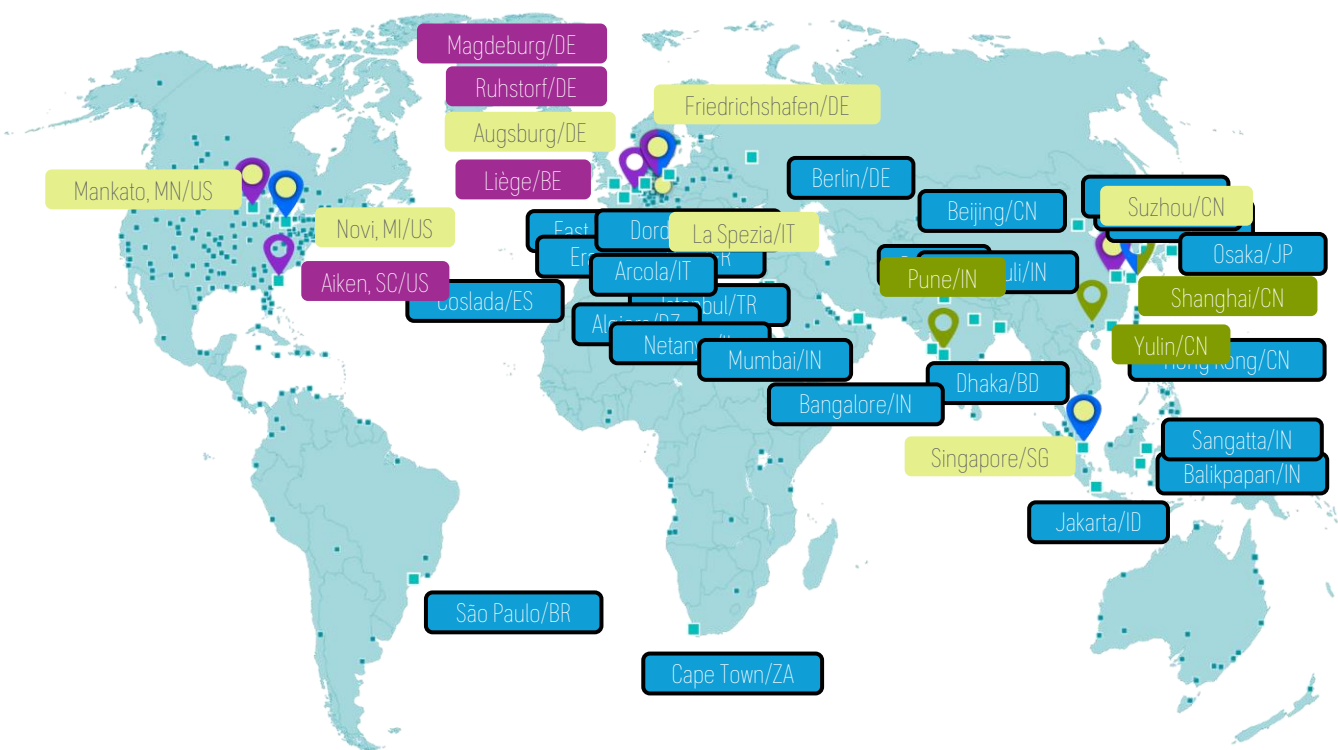 Magdeburg/DE
Ruhstorf/DE
Friedrichshafen/DE
Augsburg/DE
Liège/BE
Berlin/DE
Mankato, MN/US
Beijing/CN
Suzhou/CN
Novi, MI/US
East
La Spezia/IT
Osaka/JP
Arcola/IT
Pune/IN
Aiken, SC/US
Coslada/ES
Shanghai/CN
Yulin/CN
Mumbai/IN
Dhaka/BD
Bangalore/IN
Sangatta/IN
Singapore/SG
Balikpapan/IN
Jakarta/ID
São Paulo/BR
Cape Town/ZA